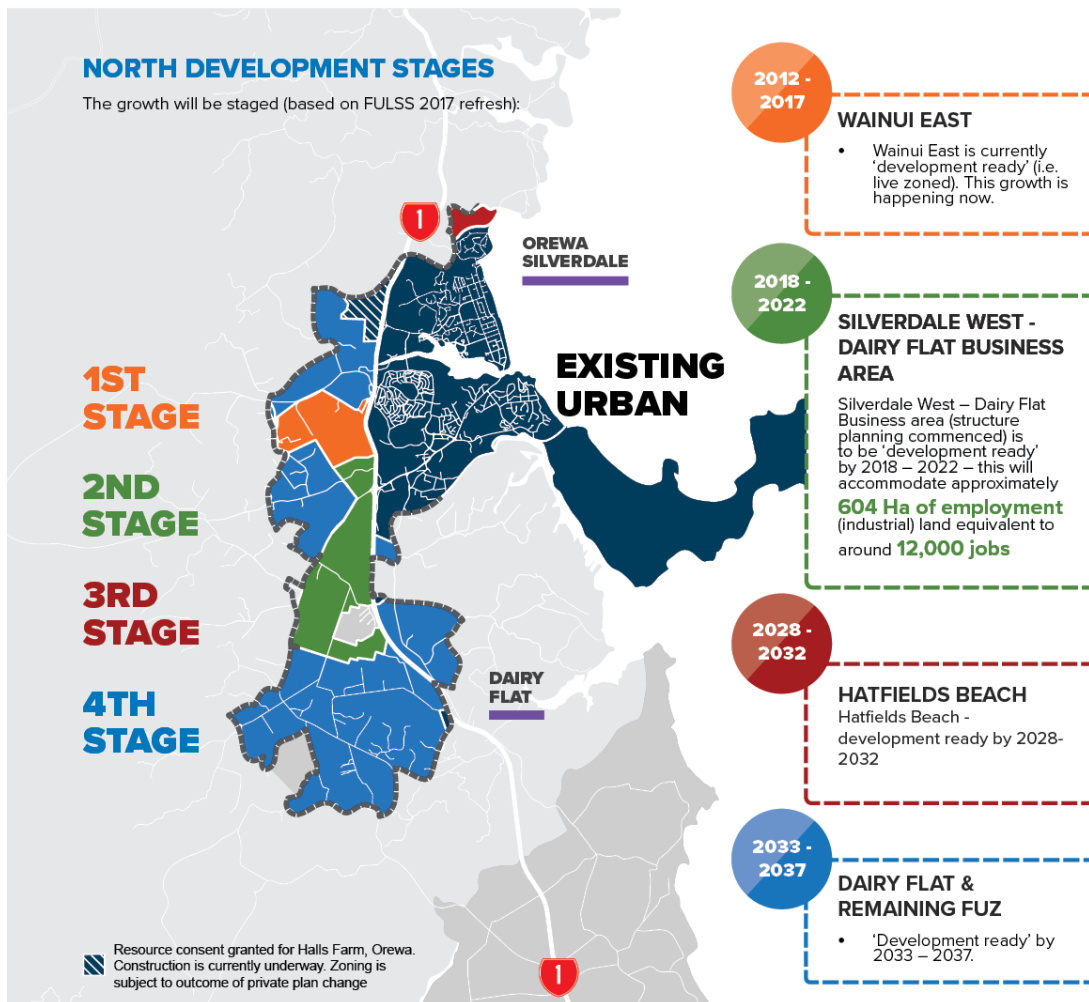 NORTH DEVELOPMENT STAGES
The growth will be staged (based on FULSS 2017 refresh):
1
OREWA
SILVERDALE
EXISTING
URBAN
1ST
STAGE
2ND
STAGE
3RD
STAGE
4TH
STAGE
DAIRY
FLAT
1
Resource consent granted for Halls Farm, Orewa.
Construction is currently underway. Zoning is
subject to outcome of private plan change
2012 -
2017
WAINUI EAST
• Wainui East is currently
'development ready' (i.e.
live zoned). This growth is
happening now.
2018 -
2022
SILVERDALE WEST -
DAIRY FLAT BUSINESS
AREA
Silverdale West – Dairy Flat
Business area (structure
planning commenced) is
to be 'development ready'
by 2018 – 2022 – this will
accommodate approximately
604 Ha of employment
(industrial) land equivalent to
around 12,000 jobs
2028 -
2032
HATFIELDS BEACH
Hatfields Beach -
development ready by 2028-
2032
2033 -
2037
DAIRY FLAT &
REMAINING FUZ
• 'Development ready' by
2033 – 2037.